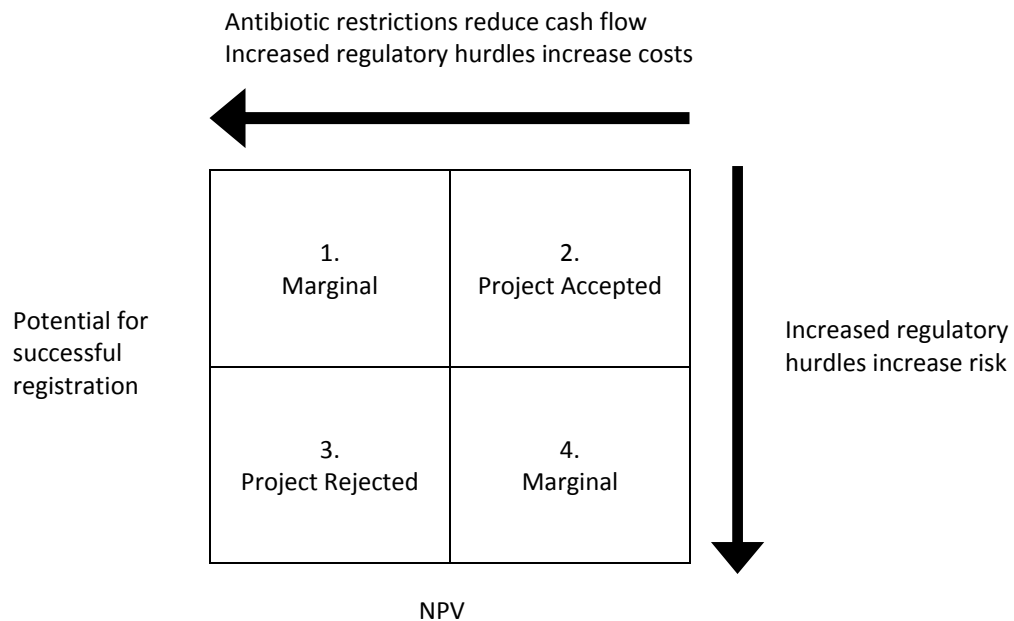 Antibiotic restrictions reduce cash flow
Increased regulatory hurdles increase costs
1.
Marginal
2.
Project Accepted
Potential for
successful
registration
Increased regulatory
hurdles increase risk
3.
Project Rejected
4.
Marginal
NPV